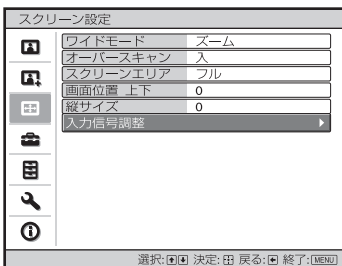 スクリーン設定
ワイドモード ズーム
オーバースキャン 入
スクリーンエリア フル
画面位置 上下 0
縦サイズ 0
入力信号調整
選択: 決定: 戻る: 終了:MENU